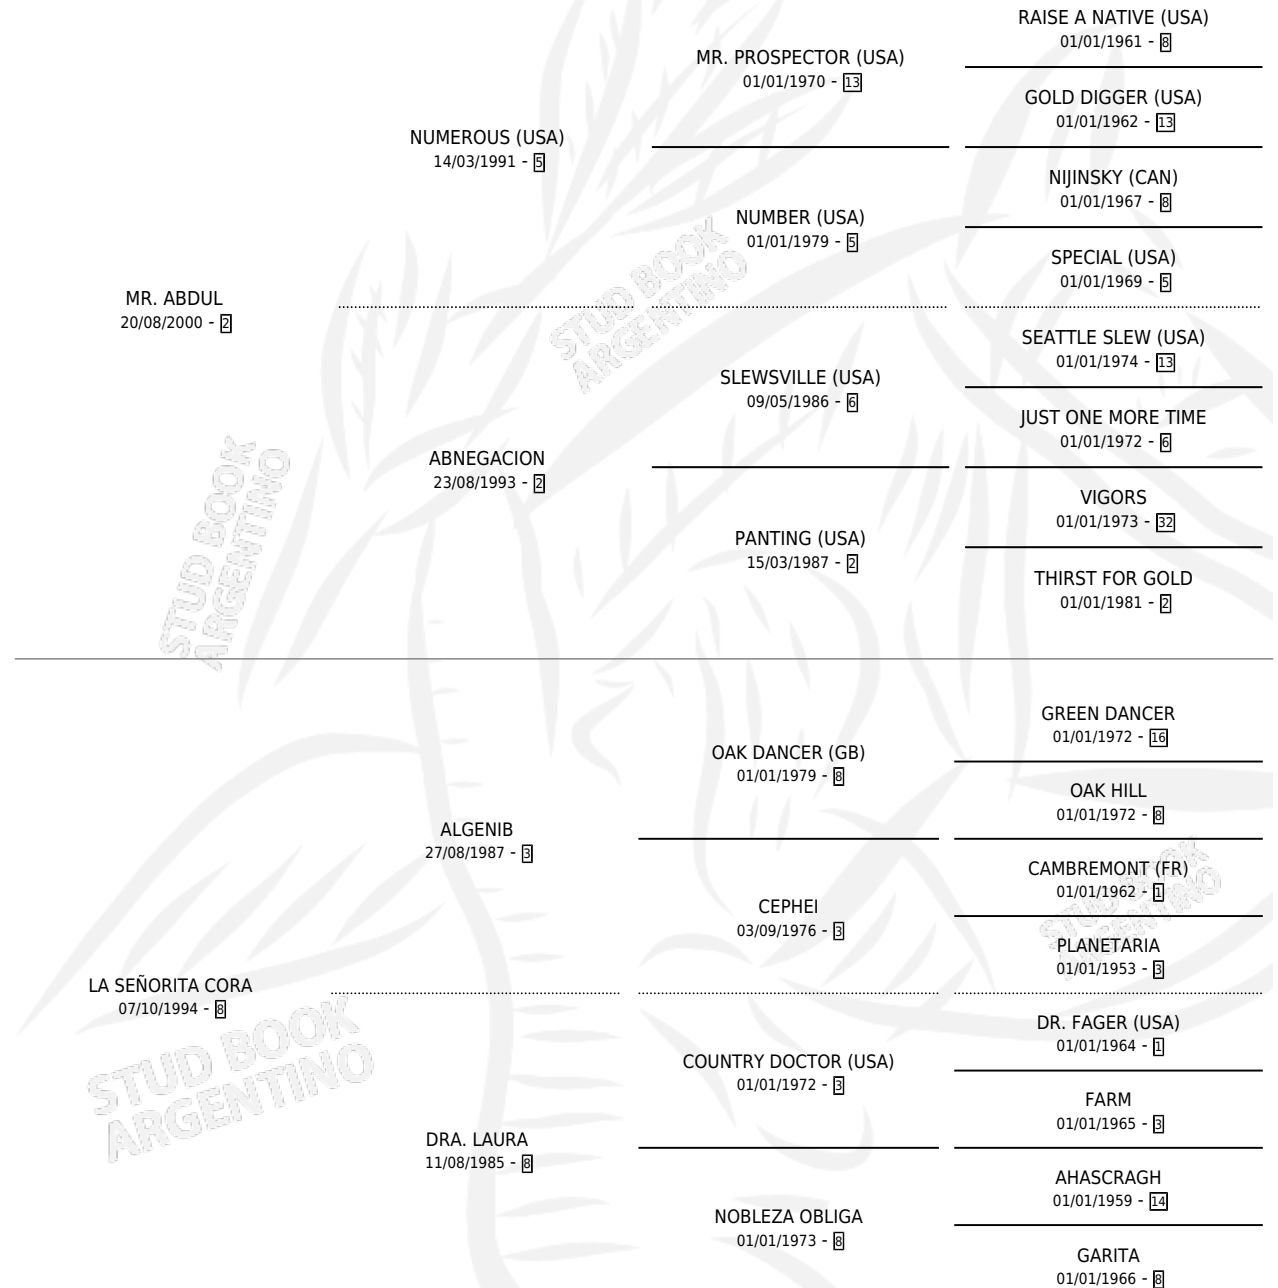 RAISE A NATIVE (USA)
01/01/1961 - 8
MR. PROSPECTOR (USA)
01/01/1970 - 13
GOLD DIGGER (USA)
01/01/1962 - 13
NUMEROUS (USA)
14/03/1991 - 5
NIJINSKY (CAN)
01/01/1967 - 8
NUMBER (USA)
01/01/1979 - 5
SPECIAL (USA)
01/01/1969 - 5
MR. ABDUL
20/08/2000 - 2
SEATTLE SLEW (USA)
01/01/1974 - 13
SLEWSVILLE (USA)
09/05/1986 - 6
JUST ONE MORE TIME
01/01/1972 - 6
ABNEGACION
23/08/1993 - 2
VIGORS
01/01/1973 - 32
PANTING (USA)
15/03/1987 - 2
THIRST FOR GOLD
01/01/1981 - 2
GREEN DANCER
01/01/1972 - 16
OAK DANCER (GB)
01/01/1979 - 8
OAK HILL
01/01/1972 - 8
ALGENIB
27/08/1987 - 3
CAMBREMONT (FR)
01/01/1962 - 1
CEPHEI
03/09/1976 - 3
PLANETARIA
01/01/1953 - 3
LA SEÑORITA CORA
07/10/1994 - 8
DR. FAGER (USA)
01/01/1964 - 1
COUNTRY DOCTOR (USA)
01/01/1972 - 3
FARM
01/01/1965 - 3
DRA. LAURA
11/08/1985 - 8
AHASCRAGH
01/01/1959 - 14
NOBLEZA OBLIGA
01/01/1973 - 8
GARITA
01/01/1966 - 8
STUD BOOK
ARGENTINO
STUD BOOK
ARGENTINO
STUD BOOK
ARGENTINO
STUD BOOK
ARGENTINO